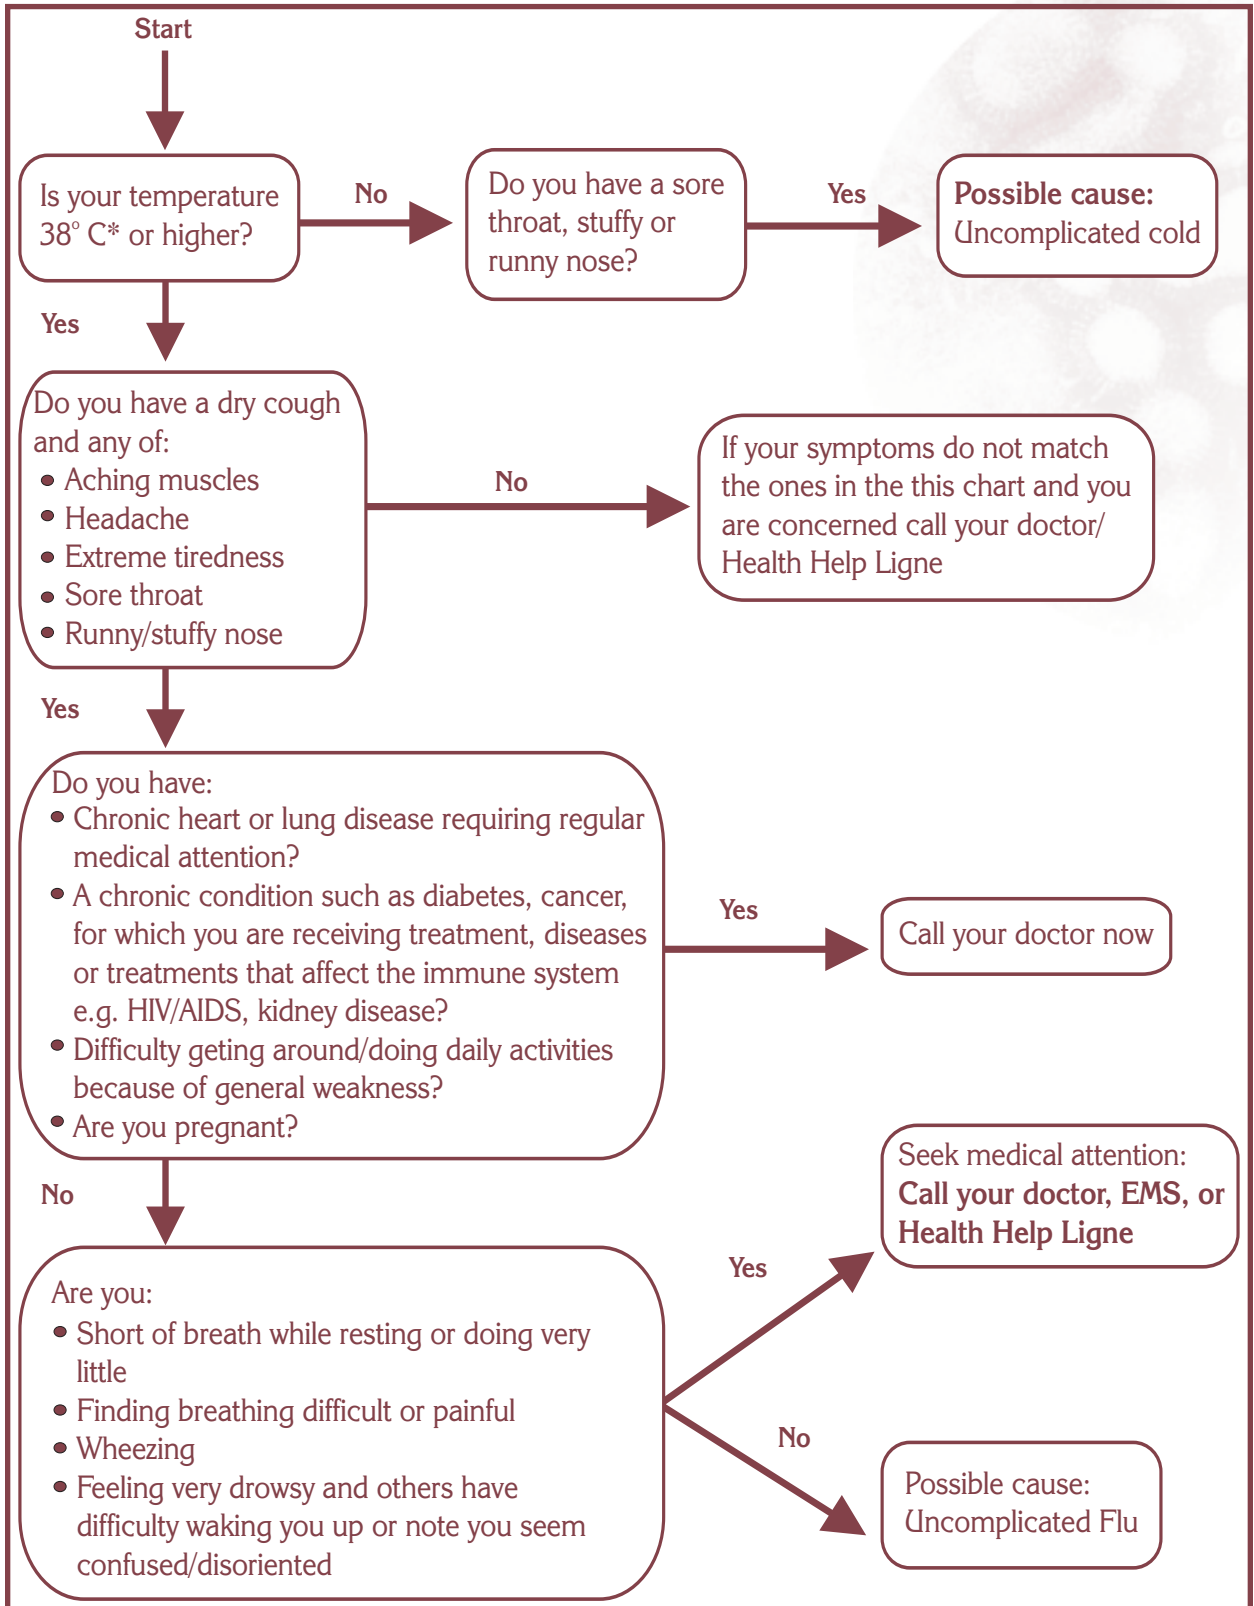 Start
Is your temperature
38° C* or higher?
No
Do you have a sore
throat, stuffy or
runny nose?
Yes
Possible cause:
Uncomplicated cold
Yes
Do you have a dry cough
and any of:
• Aching muscles
• Headache
• Extreme tiredness
• Sore throat
• Runny/stuffy nose
No
If your symptoms do not match
the ones in the this chart and you
are concerned call your doctor/
Health Help Ligne
Yes
Do you have:
• Chronic heart or lung disease requiring regular
medical attention?
• A chronic condition such as diabetes, cancer,
for which you are receiving treatment, diseases
or treatments that affect the immune system
e.g. HIV/AIDS, kidney disease?
• Difficulty geting around/doing daily activities
because of general weakness?
• Are you pregnant?
Yes
Call your doctor now
No
Are you:
• Short of breath while resting or doing very
little
• Finding breathing difficult or painful
• Wheezing
• Feeling very drowsy and others have
difficulty waking you up or note you seem
confused/disoriented
Yes
Seek medical attention:
Call your doctor, EMS, or
Health Help Ligne
No
Possible cause:
Uncomplicated Flu